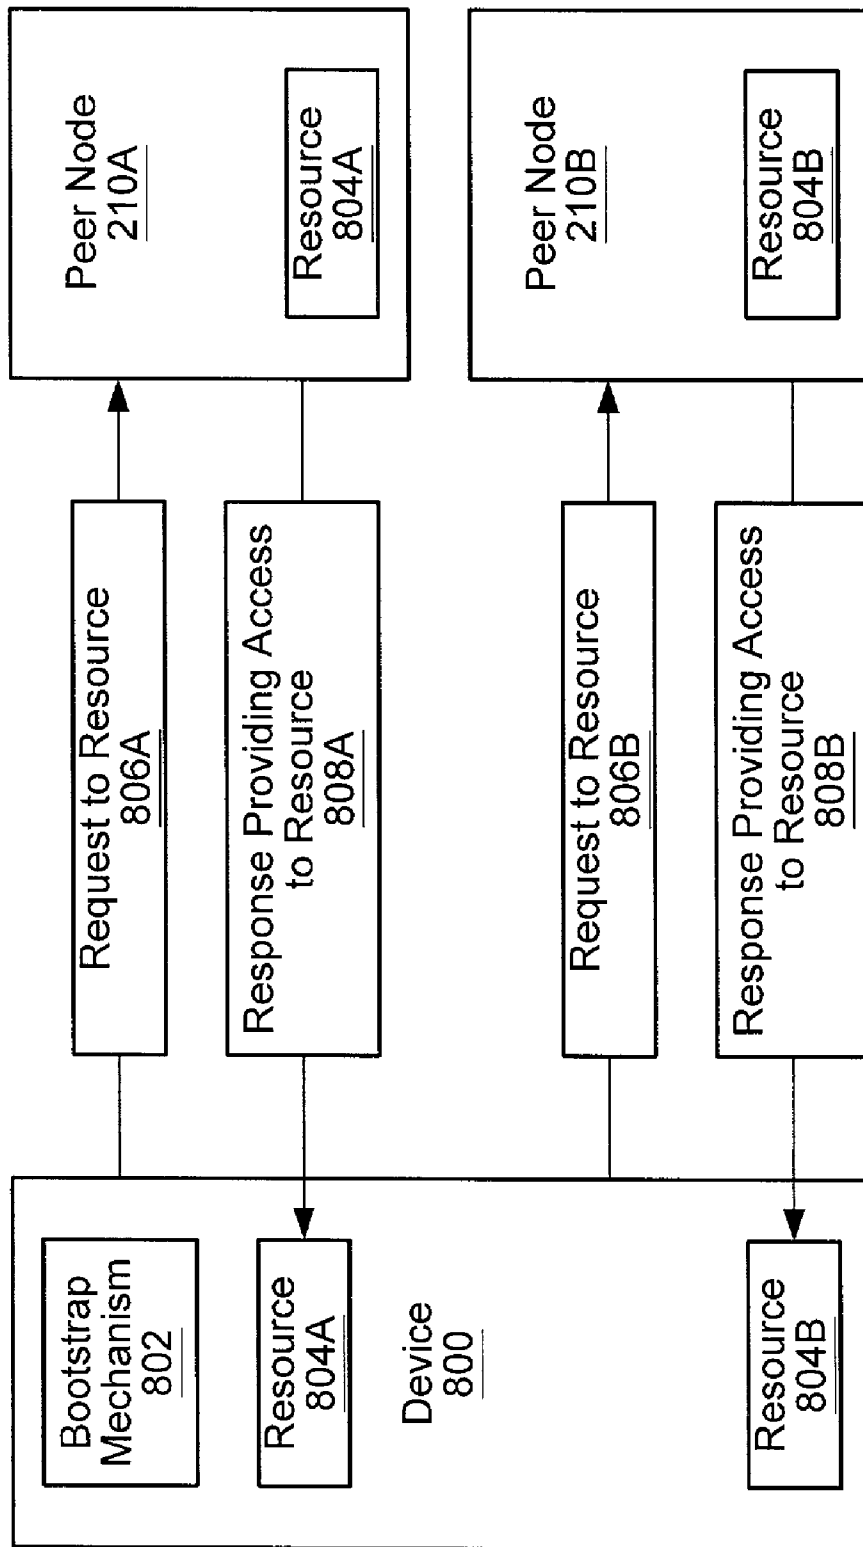 Peer Node
210A
Resource
804A
Peer Node
210B
Resource
804B
Request to Resource
806A
Response Providing Access
to Resource
808A
Request to Resource
806B
Response Providing Access
to Resource
808B
Bootstrap
Mechanism
802
Resource
804A
Device
800
Resource
804B